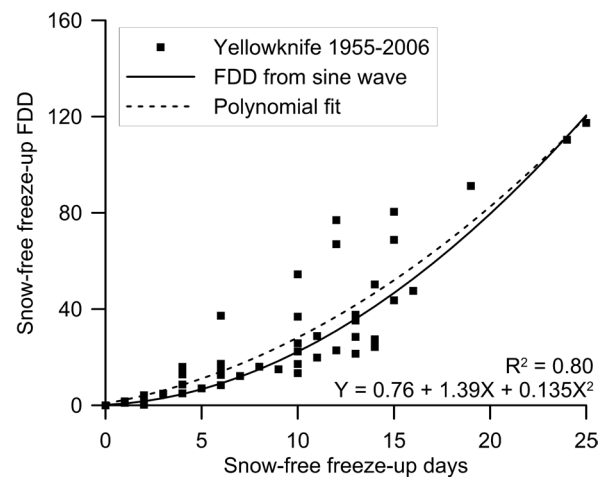 160
120
80
40
0
Snow-free freeze-up FDD
Yellowknife 1955-2006
FDD from sine wave
Polynomial fit
R² = 0.80
Y = 0.76 + 1.39X + 0.135X²
0 5 10 15 20 25
Snow-free freeze-up days